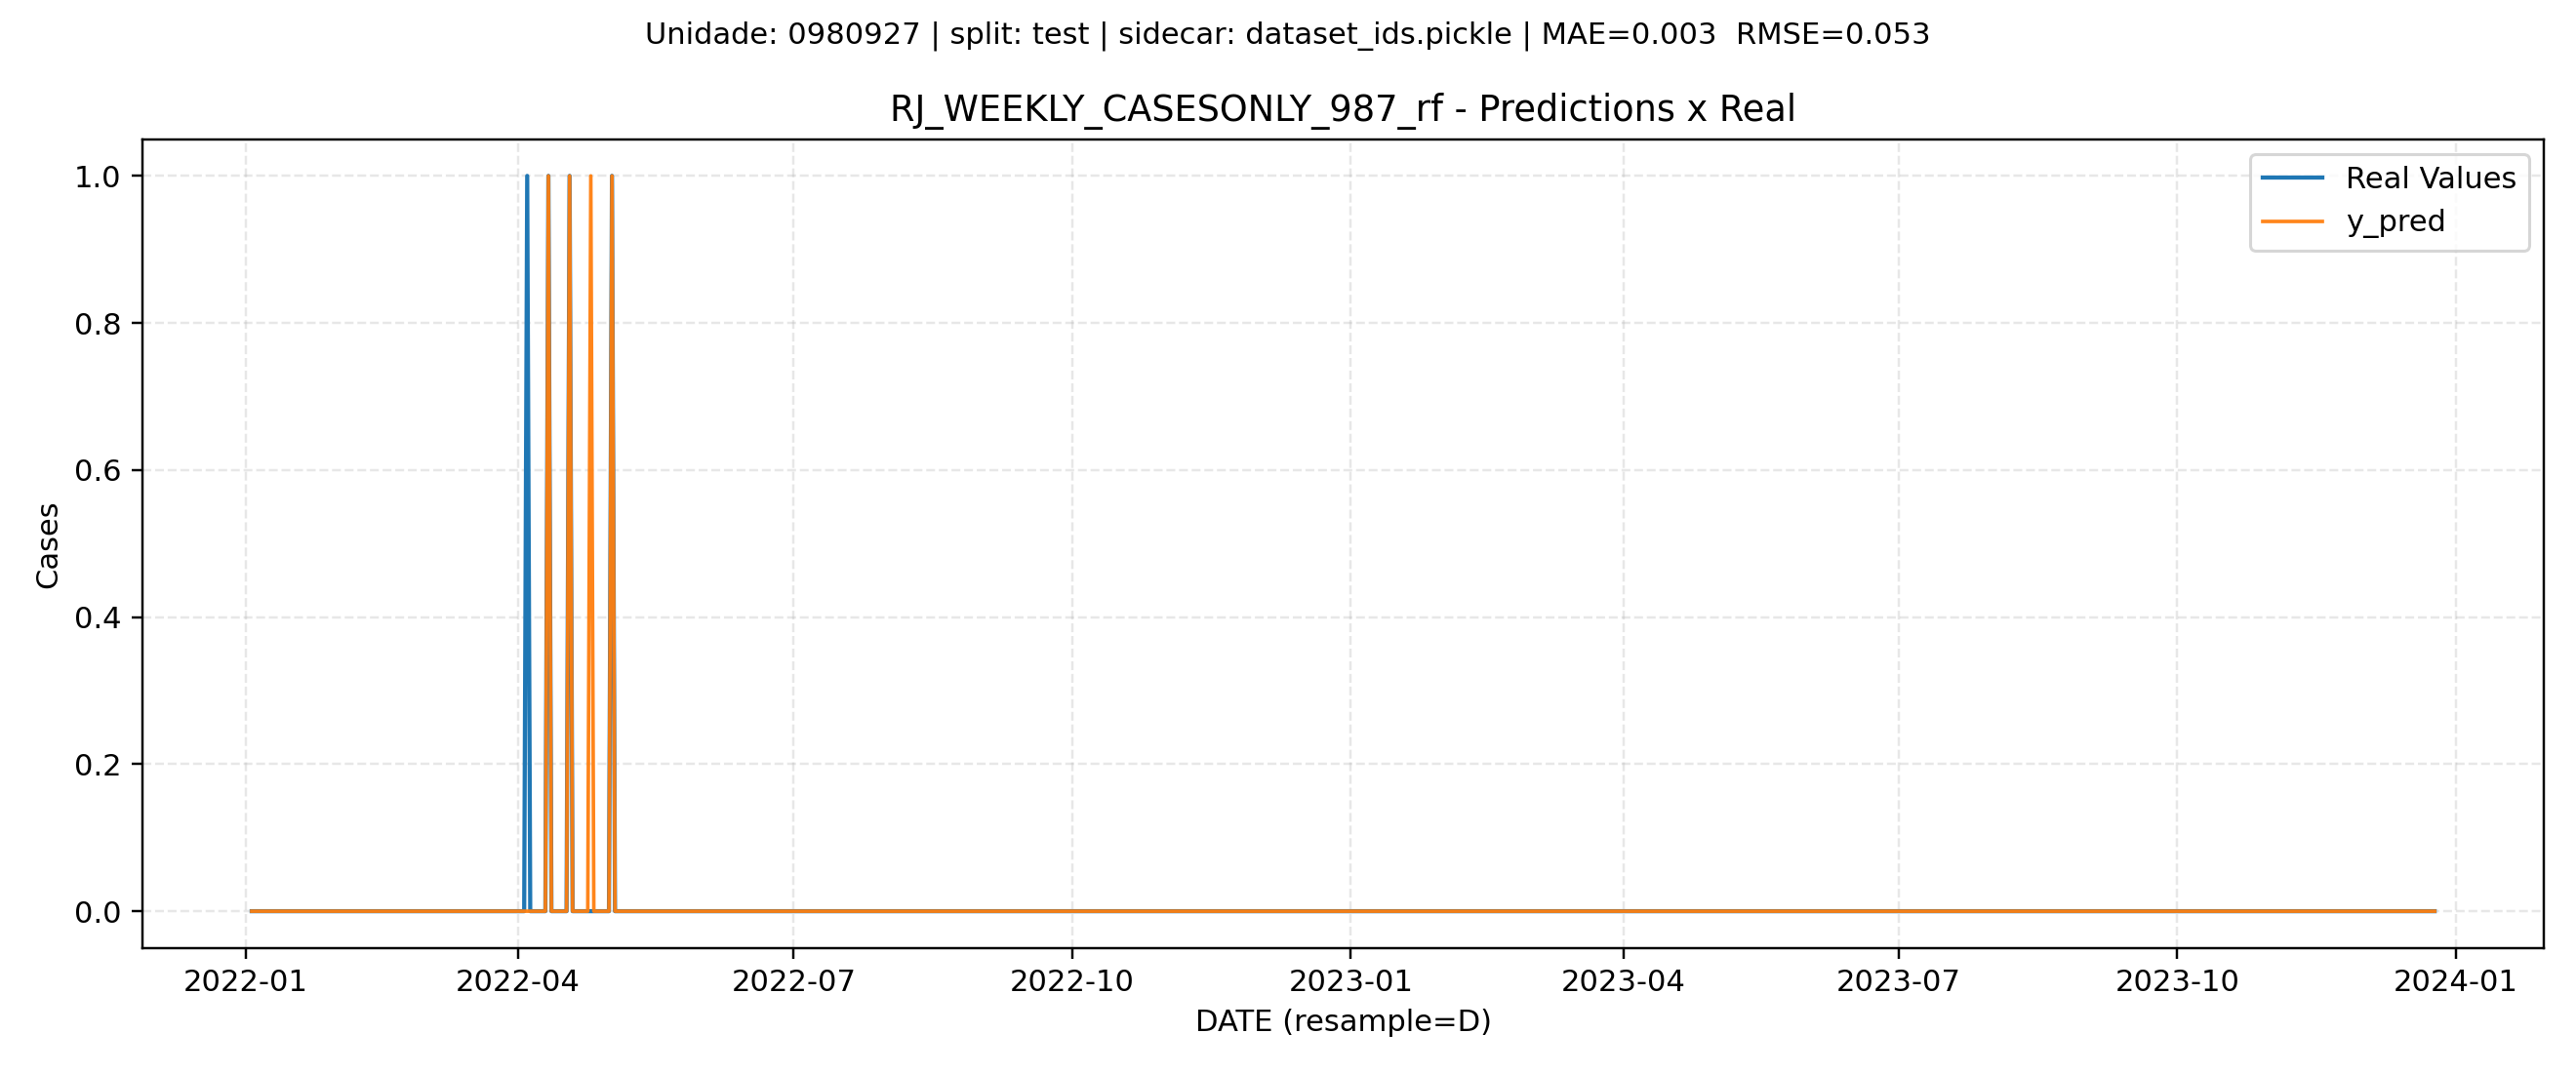 Unidade: 0980927 | split: test | sidecar: dataset_ids.pickle | MAE=0.003  RMSE=0.053
RJ_WEEKLY_CASESONLY_987_rf - Predictions x Real
Real Values
y_pred
1.0
0.8
0.6
0.4
0.2
0.0
Cases
2022-01 2022-04 2022-07 2022-10 2023-01 2023-04 2023-07 2023-10 2024-01
DATE (resample=D)